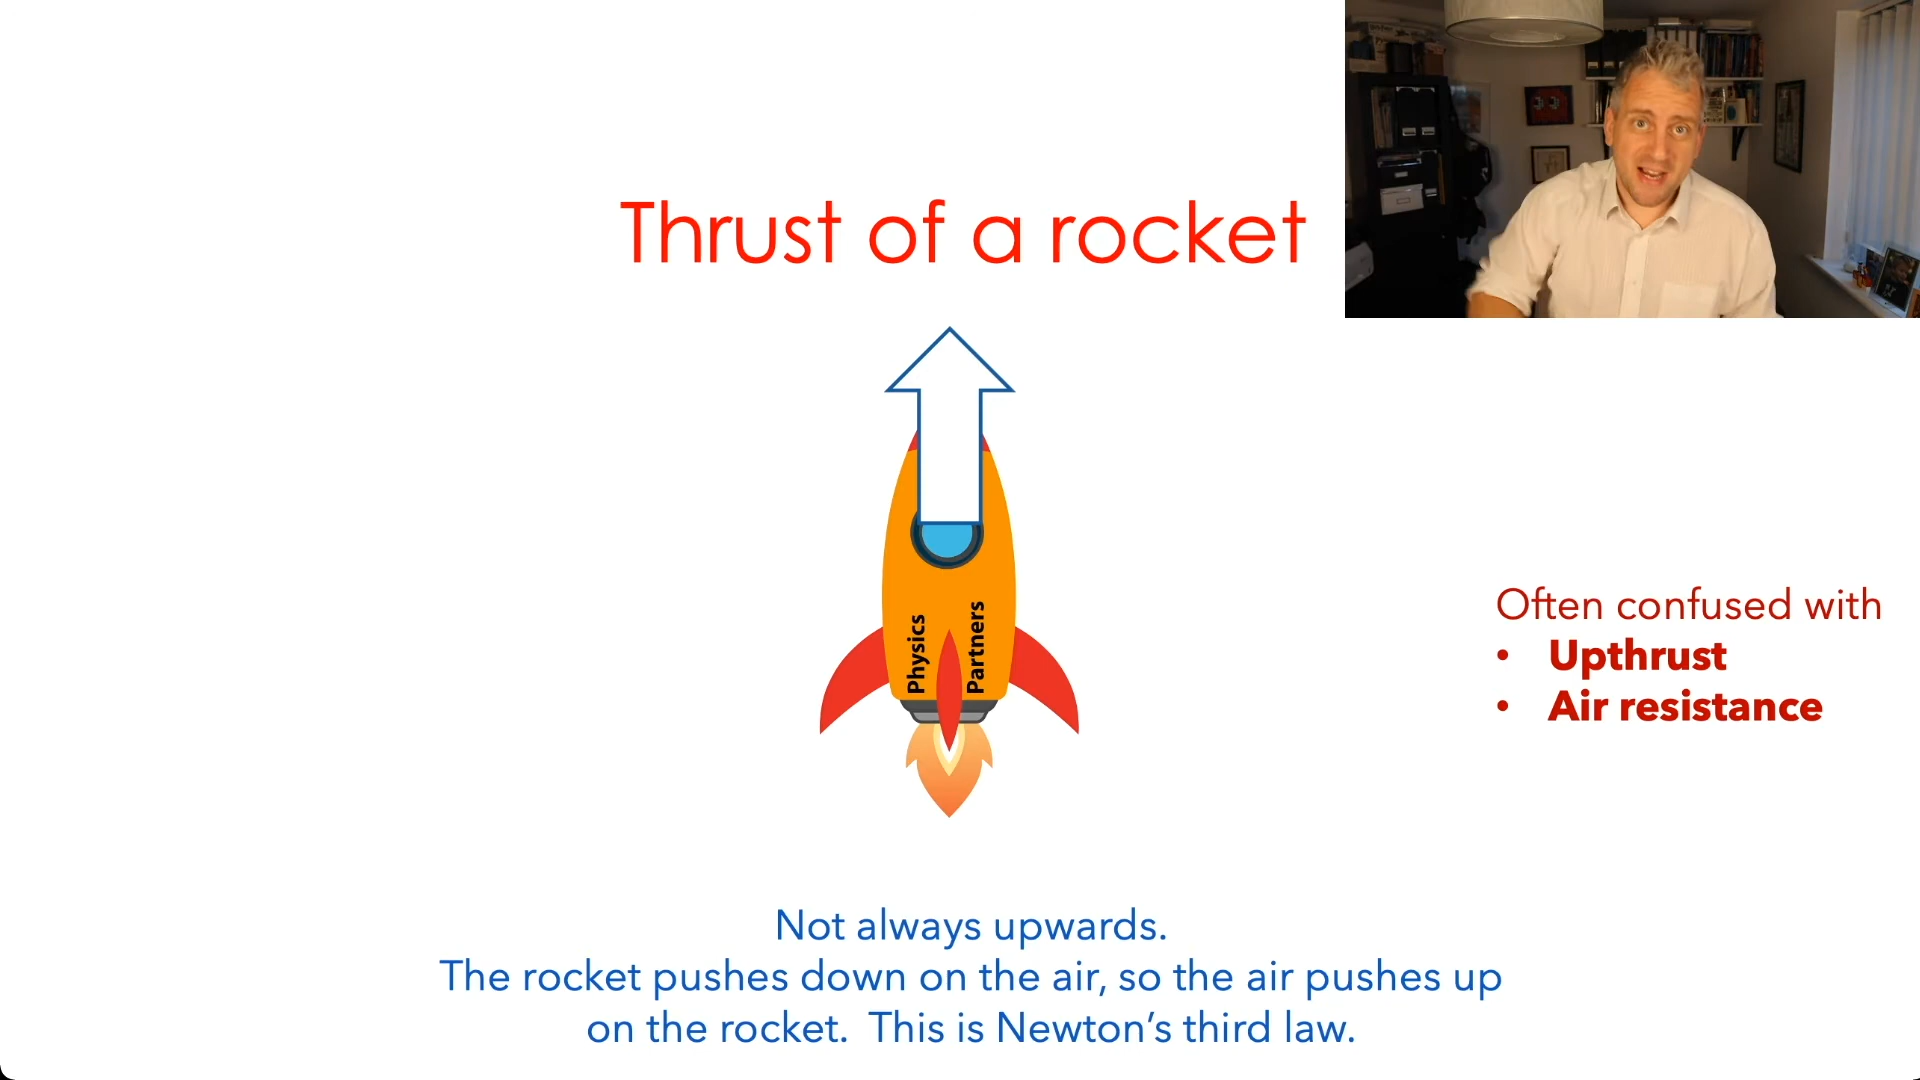 Thrust of a rocket
Physics
Partners
Often confused with
• Upthrust
• Air resistance
Not always upwards.
The rocket pushes down on the air, so the air pushes up
on the rocket. This is Newton’s third law.